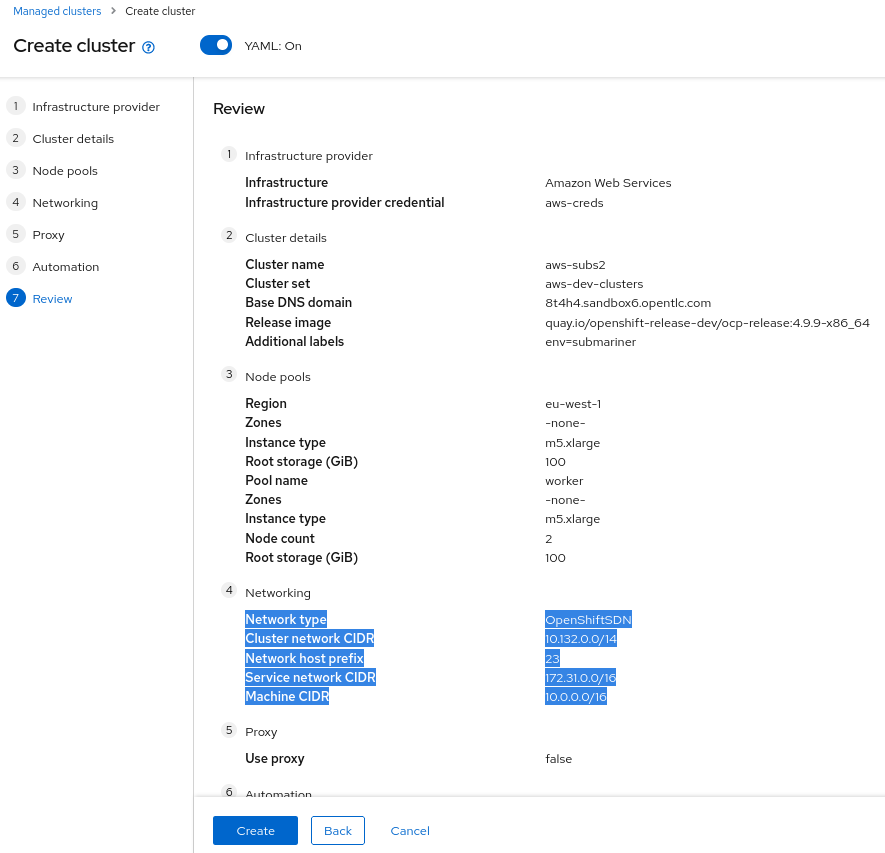 Managed clusters > Create cluster
Create cluster ? YAML: On
1 Infrastructure provider
2 Cluster details
3 Node pools
4 Networking
5 Proxy
6 Automation
7 Review
Review
1 Infrastructure provider
Infrastructure Amazon Web Services
Infrastructure provider credential aws-creds
2 Cluster details
Cluster name aws-subs2
Cluster set aws-dev-clusters
Base DNS domain 8t4h4.sandbox6.opentlc.com
Release image quay.io/openshift-release-dev/ocp-release:4.9.9-x86_64
Additional labels env=submariner
3 Node pools
Region eu-west-1
Zones -none-
Instance type m5.xlarge
Root storage (GiB) 100
Pool name worker
Zones -none-
Instance type m5.xlarge
Node count 2
Root storage (GiB) 100
4 Networking
Network type OpenShiftSDN
Cluster network CIDR 10.132.0.0/14
Network host prefix 23
Service network CIDR 172.31.0.0/16
Machine CIDR 10.0.0.0/16
5 Proxy
Use proxy false
6 Automation
Create Back Cancel